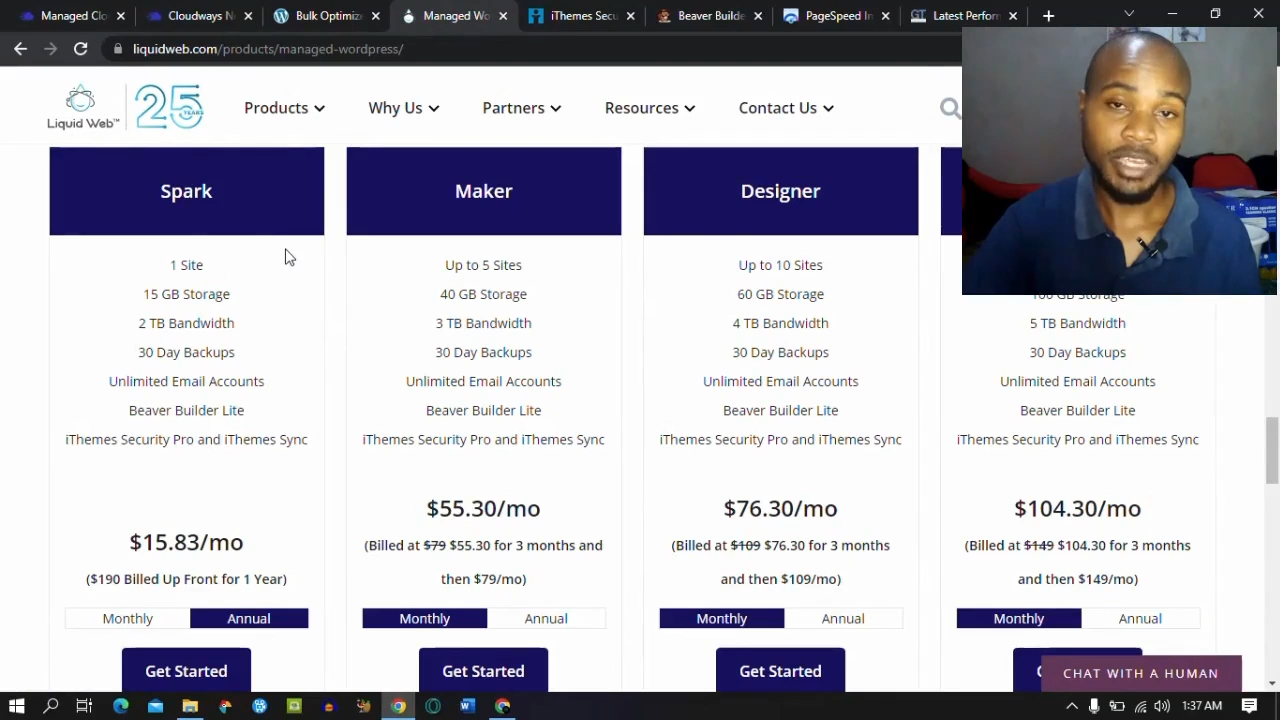 Managed Clo
Cloudways N
Bulk Optimiz
Managed Wo
iThemes Secu
Beaver Builde
PageSpeed In
Latest Perform
liquidweb.com/products/managed-wordpress/
Liquid Web™
25
YEARS
Products
Why Us
Partners
Resources
Contact Us
Spark
1 Site
15 GB Storage
2 TB Bandwidth
30 Day Backups
Unlimited Email Accounts
Beaver Builder Lite
iThemes Security Pro and iThemes Sync
$15.83/mo
($190 Billed Up Front for 1 Year)
Monthly
Annual
Get Started
Maker
Up to 5 Sites
40 GB Storage
3 TB Bandwidth
30 Day Backups
Unlimited Email Accounts
Beaver Builder Lite
iThemes Security Pro and iThemes Sync
$55.30/mo
(Billed at $79 $55.30 for 3 months and
then $79/mo)
Monthly
Annual
Get Started
Designer
Up to 10 Sites
60 GB Storage
4 TB Bandwidth
30 Day Backups
Unlimited Email Accounts
Beaver Builder Lite
iThemes Security Pro and iThemes Sync
$76.30/mo
(Billed at $109 $76.30 for 3 months
and then $109/mo)
Monthly
Annual
Get Started
GB Storage
5 TB Bandwidth
30 Day Backups
Unlimited Email Accounts
Beaver Builder Lite
iThemes Security Pro and iThemes Sync
$104.30/mo
(Billed at $149 $104.30 for 3 months
and then $149/mo)
Monthly
Annual
CHAT WITH A HUMAN
1:37 AM